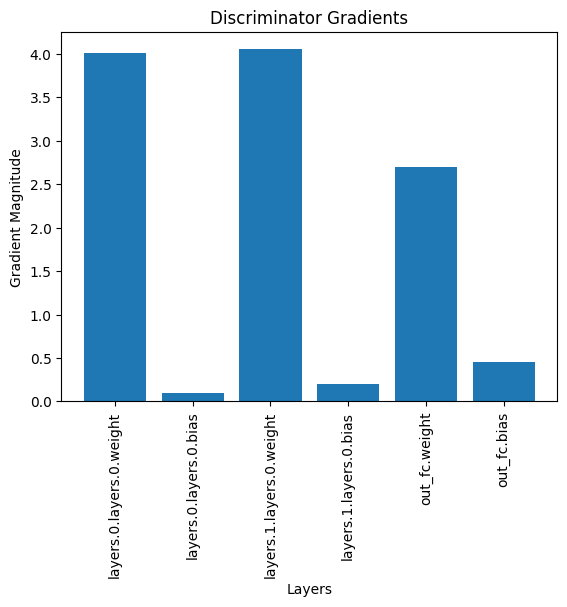 Discriminator Gradients
Gradient Magnitude
4.0
3.5
3.0
2.5
2.0
1.5
1.0
0.5
0.0
layers.0.layers.0.weight
layers.0.layers.0.bias
layers.1.layers.0.weight
layers.1.layers.0.bias
out_fc.weight
out_fc.bias
Layers